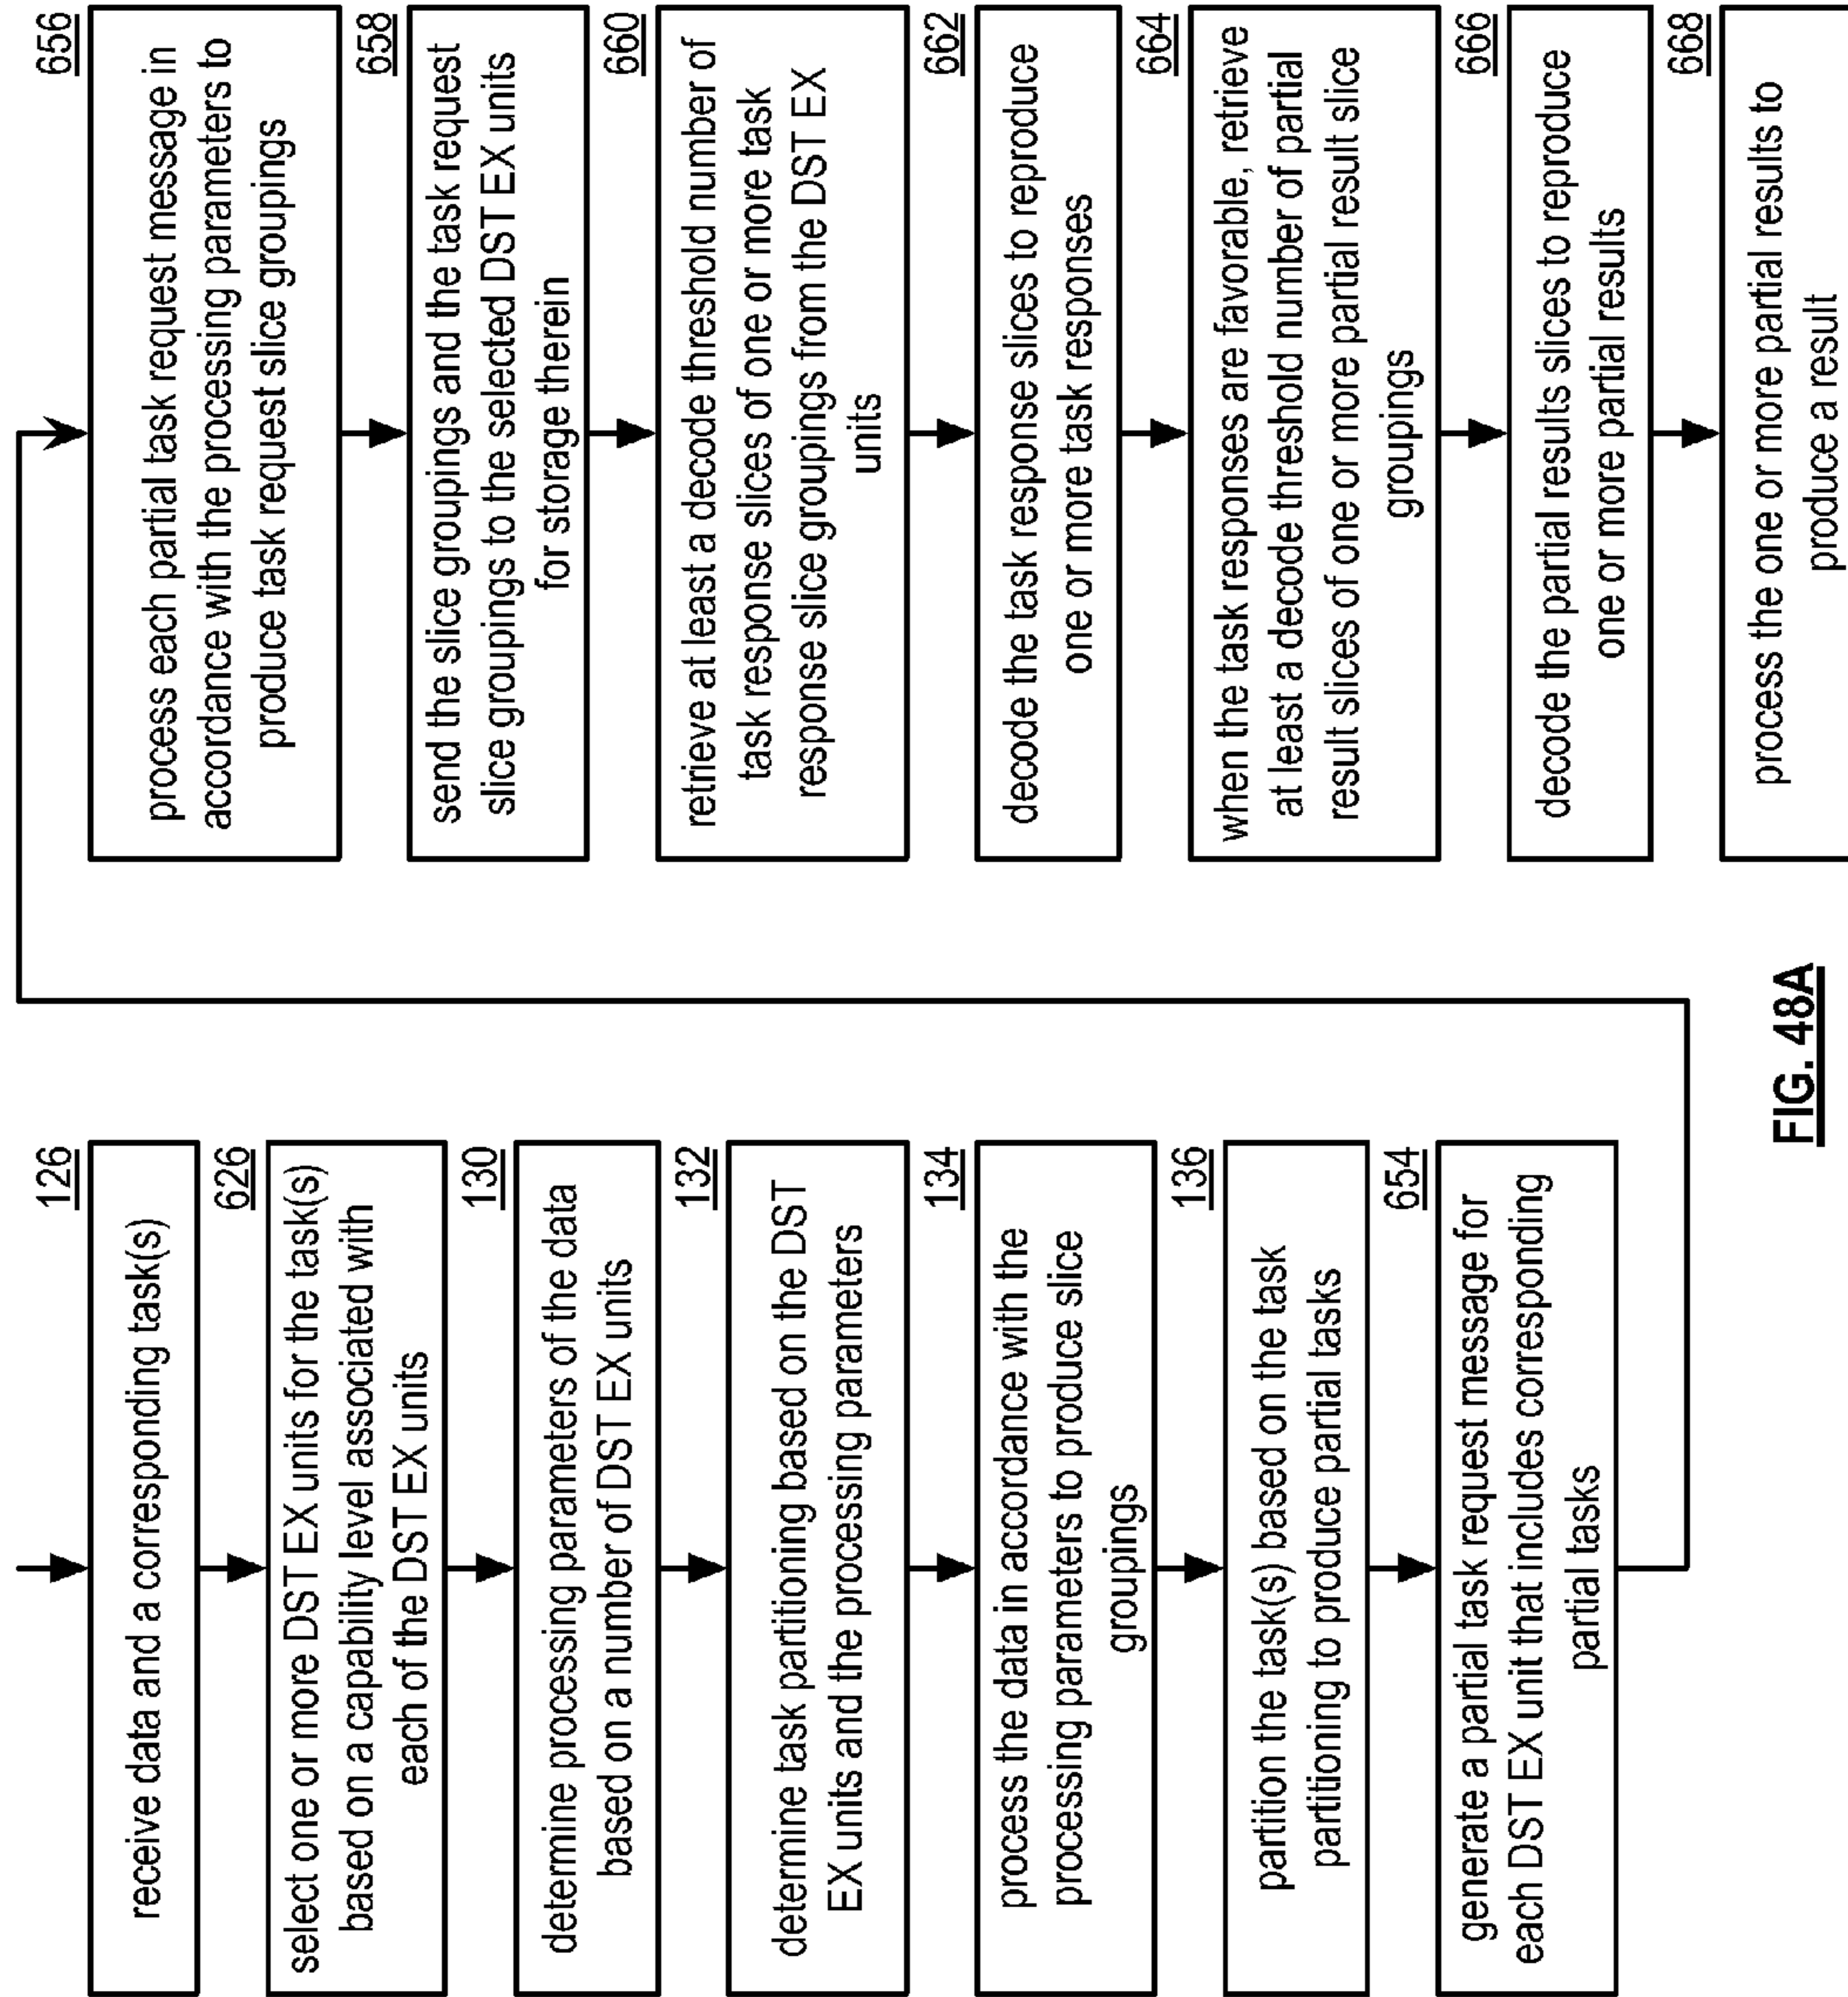 126
receive data and a corresponding task(s)
626
select one or more DST EX units for the task(s)
based on a capability level associated with
each of the DST EX units
130
determine processing parameters of the data
based on a number of DST EX units
132
determine task partitioning based on the DST
EX units and the processing parameters
134
process the data in accordance with the
processing parameters to produce slice
groupings
136
partition the task(s) based on the task
partitioning to produce partial tasks
654
generate a partial task request message for
each DST EX unit that includes corresponding
partial tasks
656
process each partial task request message in
accordance with the processing parameters to
produce task request slice groupings
658
send the slice groupings and the task request
slice groupings to the selected DST EX units
for storage therein
660
retrieve at least a decode threshold number of
task response slices of one or more task
response slice groupings from the DST EX
units
662
decode the task response slices to reproduce
one or more task responses
664
when the task responses are favorable, retrieve
at least a decode threshold number of partial
result slices of one or more partial result slice
groupings
666
decode the partial results slices to reproduce
one or more partial results
668
process the one or more partial results to
produce a result
FIG. 48A